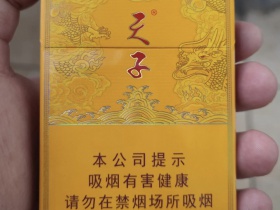 天
子
本公司提示
吸烟有害健康
请勿在禁烟场所吸烟